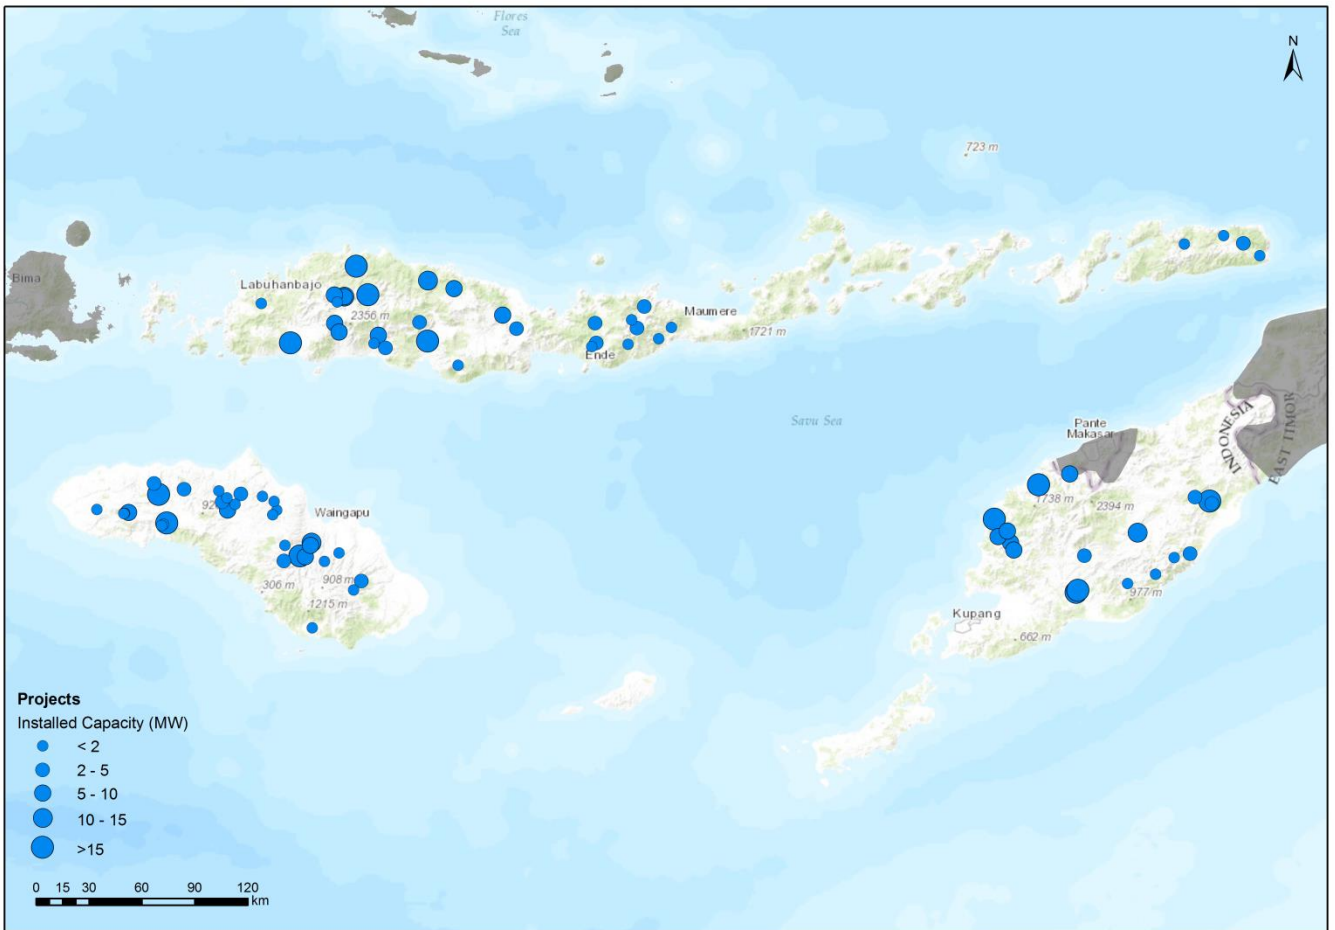 Flores
Sea
N
723 m
Bima
Labuhanbajo
2356 m
Maumere
1721 m
Ende
Savu Sea
INDONESIA
EAST TIMOR
Pante
Makasar
1738 m
2394 m
Waingapu
306 m
908 m
1215 m
977 m
Kupang
662 m
Projects
Installed Capacity (MW)
< 2
2 - 5
5 - 10
10 - 15
>15
0 15 30 60 90 120
km